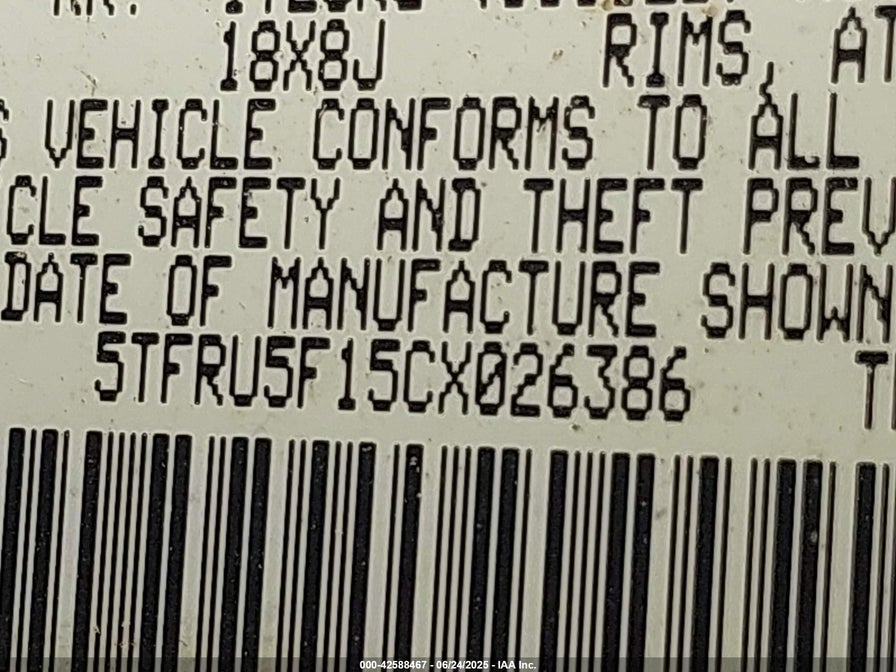 18X8J RIMS, AT
S VEHICLE CONFORMS TO ALL
CLE SAFETY AND THEFT PREV
DATE OF MANUFACTURE SHOWN
5TFRU5F15CX026386
000-42588467 - 06/24/2025 - IAA Inc.